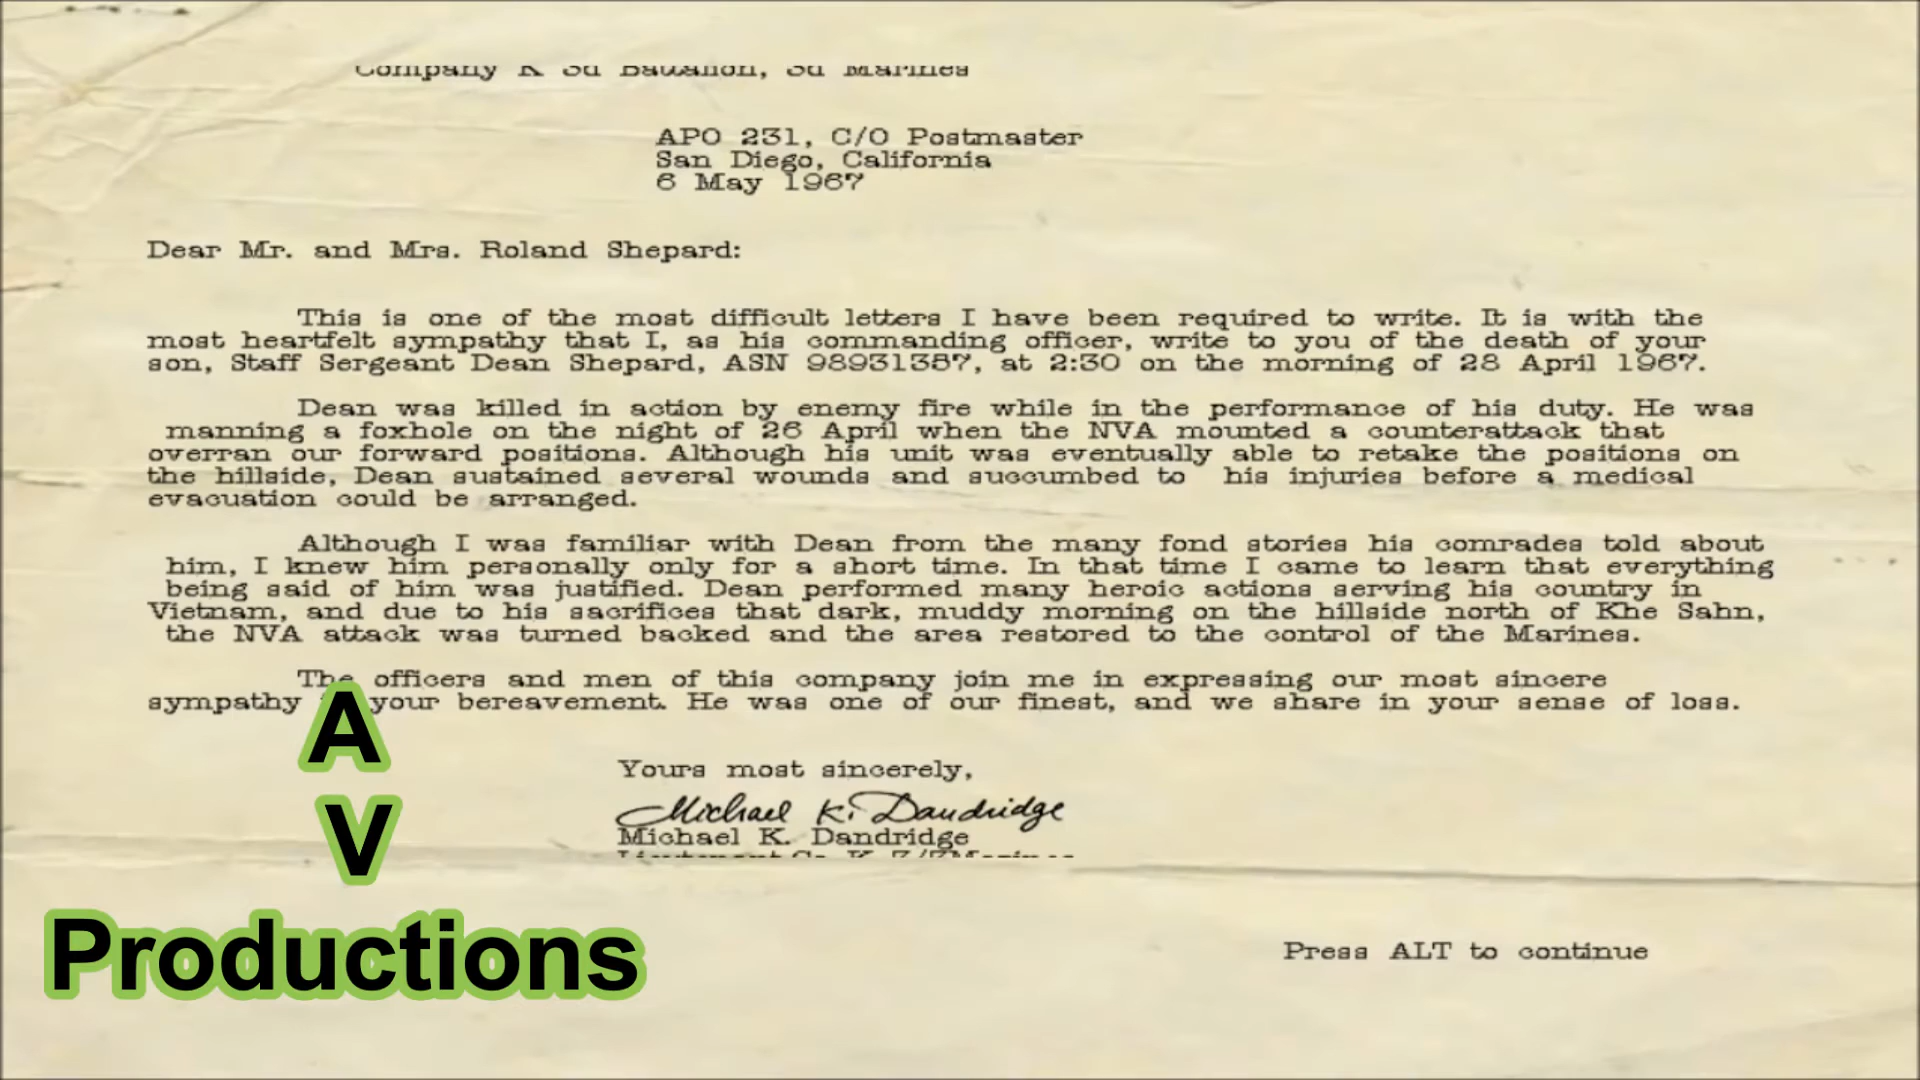 Company K 3d Battalion, 3d Marines
APO 231, C/O Postmaster
San Diego, California
6 May 1967
Dear Mr. and Mrs. Roland Shepard:
This is one of the most difficult letters I have been required to write. It is with the
most heartfelt sympathy that I, as his commanding officer, write to you of the death of your
son, Staff Sergeant Dean Shepard, ASN 98931357, at 2:30 on the morning of 28 April 1967.
Dean was killed in action by enemy fire while in the performance of his duty. He was
manning a foxhole on the night of 26 April when the NVA mounted a counterattack that
overran our forward positions. Although his unit was eventually able to retake the positions on
the hillside, Dean sustained several wounds and succumbed to his injuries before a medical
evacuation could be arranged.
Although I was familiar with Dean from the many fond stories his comrades told about
him, I knew him personally only for a short time. In that time I came to learn that everything
being said of him was justified. Dean performed many heroic actions serving his country in
Vietnam, and due to his sacrifices that dark, muddy morning on the hillside north of Khe Sahn,
the NVA attack was turned backed and the area restored to the control of the Marines.
The officers and men of this company join me in expressing our most sincere
sympathy your bereavement. He was one of our finest, and we share in your sense of loss.
Yours most sincerely,
Michael K. Dandridge
Michael K. Dandridge
Lieutenant Co K 3/3 Marines
A
V
Productions
Press ALT to continue